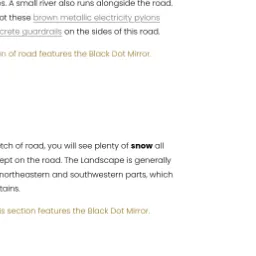 s. A small river also runs alongside the road.
ot these brown metallic electricity pylons
crete guardrails on the sides of this road.
n of road features the Black Dot Mirror.
tch of road, you will see plenty of snow all
ept on the road. The Landscape is generally
northeastern and southwestern parts, which
tains.
s section features the Black Dot Mirror.